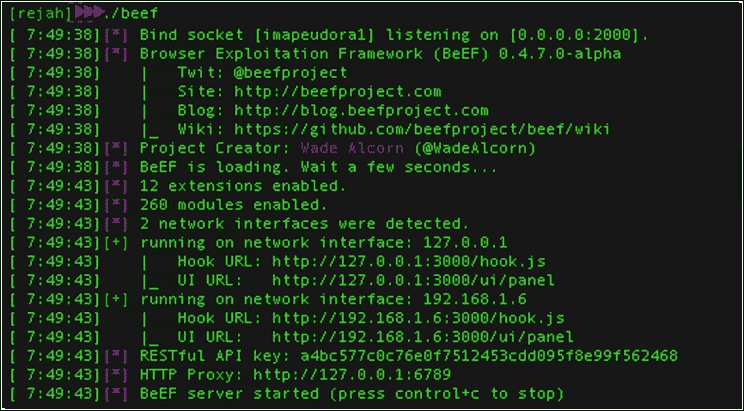 [rejah]▶▶▶./beef
[ 7:49:38][*] Bind socket [imapeudora1] listening on [0.0.0.0:2000].
[ 7:49:38][*] Browser Exploitation Framework (BeEF) 0.4.7.0-alpha
[ 7:49:38]    |   Twit: @beefproject
[ 7:49:38]    |   Site: http://beefproject.com
[ 7:49:38]    |   Blog: http://blog.beefproject.com
[ 7:49:38]    |_  Wiki: https://github.com/beefproject/beef/wiki
[ 7:49:38][*] Project Creator: Wade Alcorn (@WadeAlcorn)
[ 7:49:38][*] BeEF is loading. Wait a few seconds...
[ 7:49:43][*] 12 extensions enabled.
[ 7:49:43][*] 260 modules enabled.
[ 7:49:43][*] 2 network interfaces were detected.
[ 7:49:43][+] running on network interface: 127.0.0.1
[ 7:49:43]    |   Hook URL: http://127.0.0.1:3000/hook.js
[ 7:49:43]    |_  UI URL:   http://127.0.0.1:3000/ui/panel
[ 7:49:43][+] running on network interface: 192.168.1.6
[ 7:49:43]    |   Hook URL: http://192.168.1.6:3000/hook.js
[ 7:49:43]    |_  UI URL:   http://192.168.1.6:3000/ui/panel
[ 7:49:43][*] RESTful API key: a4bc577c0c76e0f7512453cdd095f8e99f562468
[ 7:49:43][*] HTTP Proxy: http://127.0.0.1:6789
[ 7:49:43][*] BeEF server started (press control+c to stop)